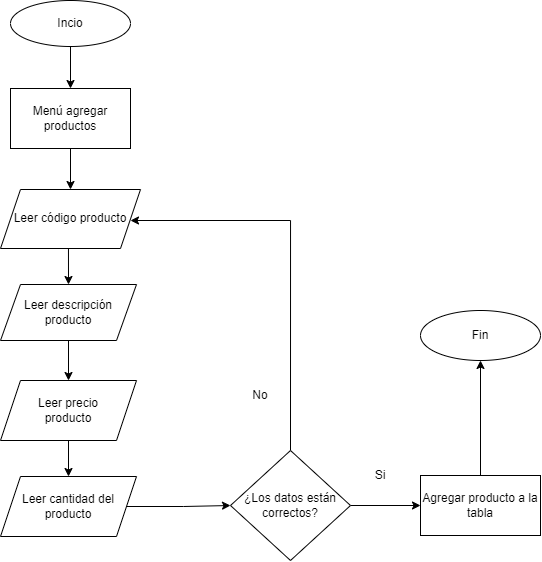 Incio
Menú agregar
productos
Leer código producto
Leer descripción
producto
Leer precio
producto
Leer cantidad del
producto
¿Los datos están
correctos?
No
Si
Agregar producto a la
tabla
Fin